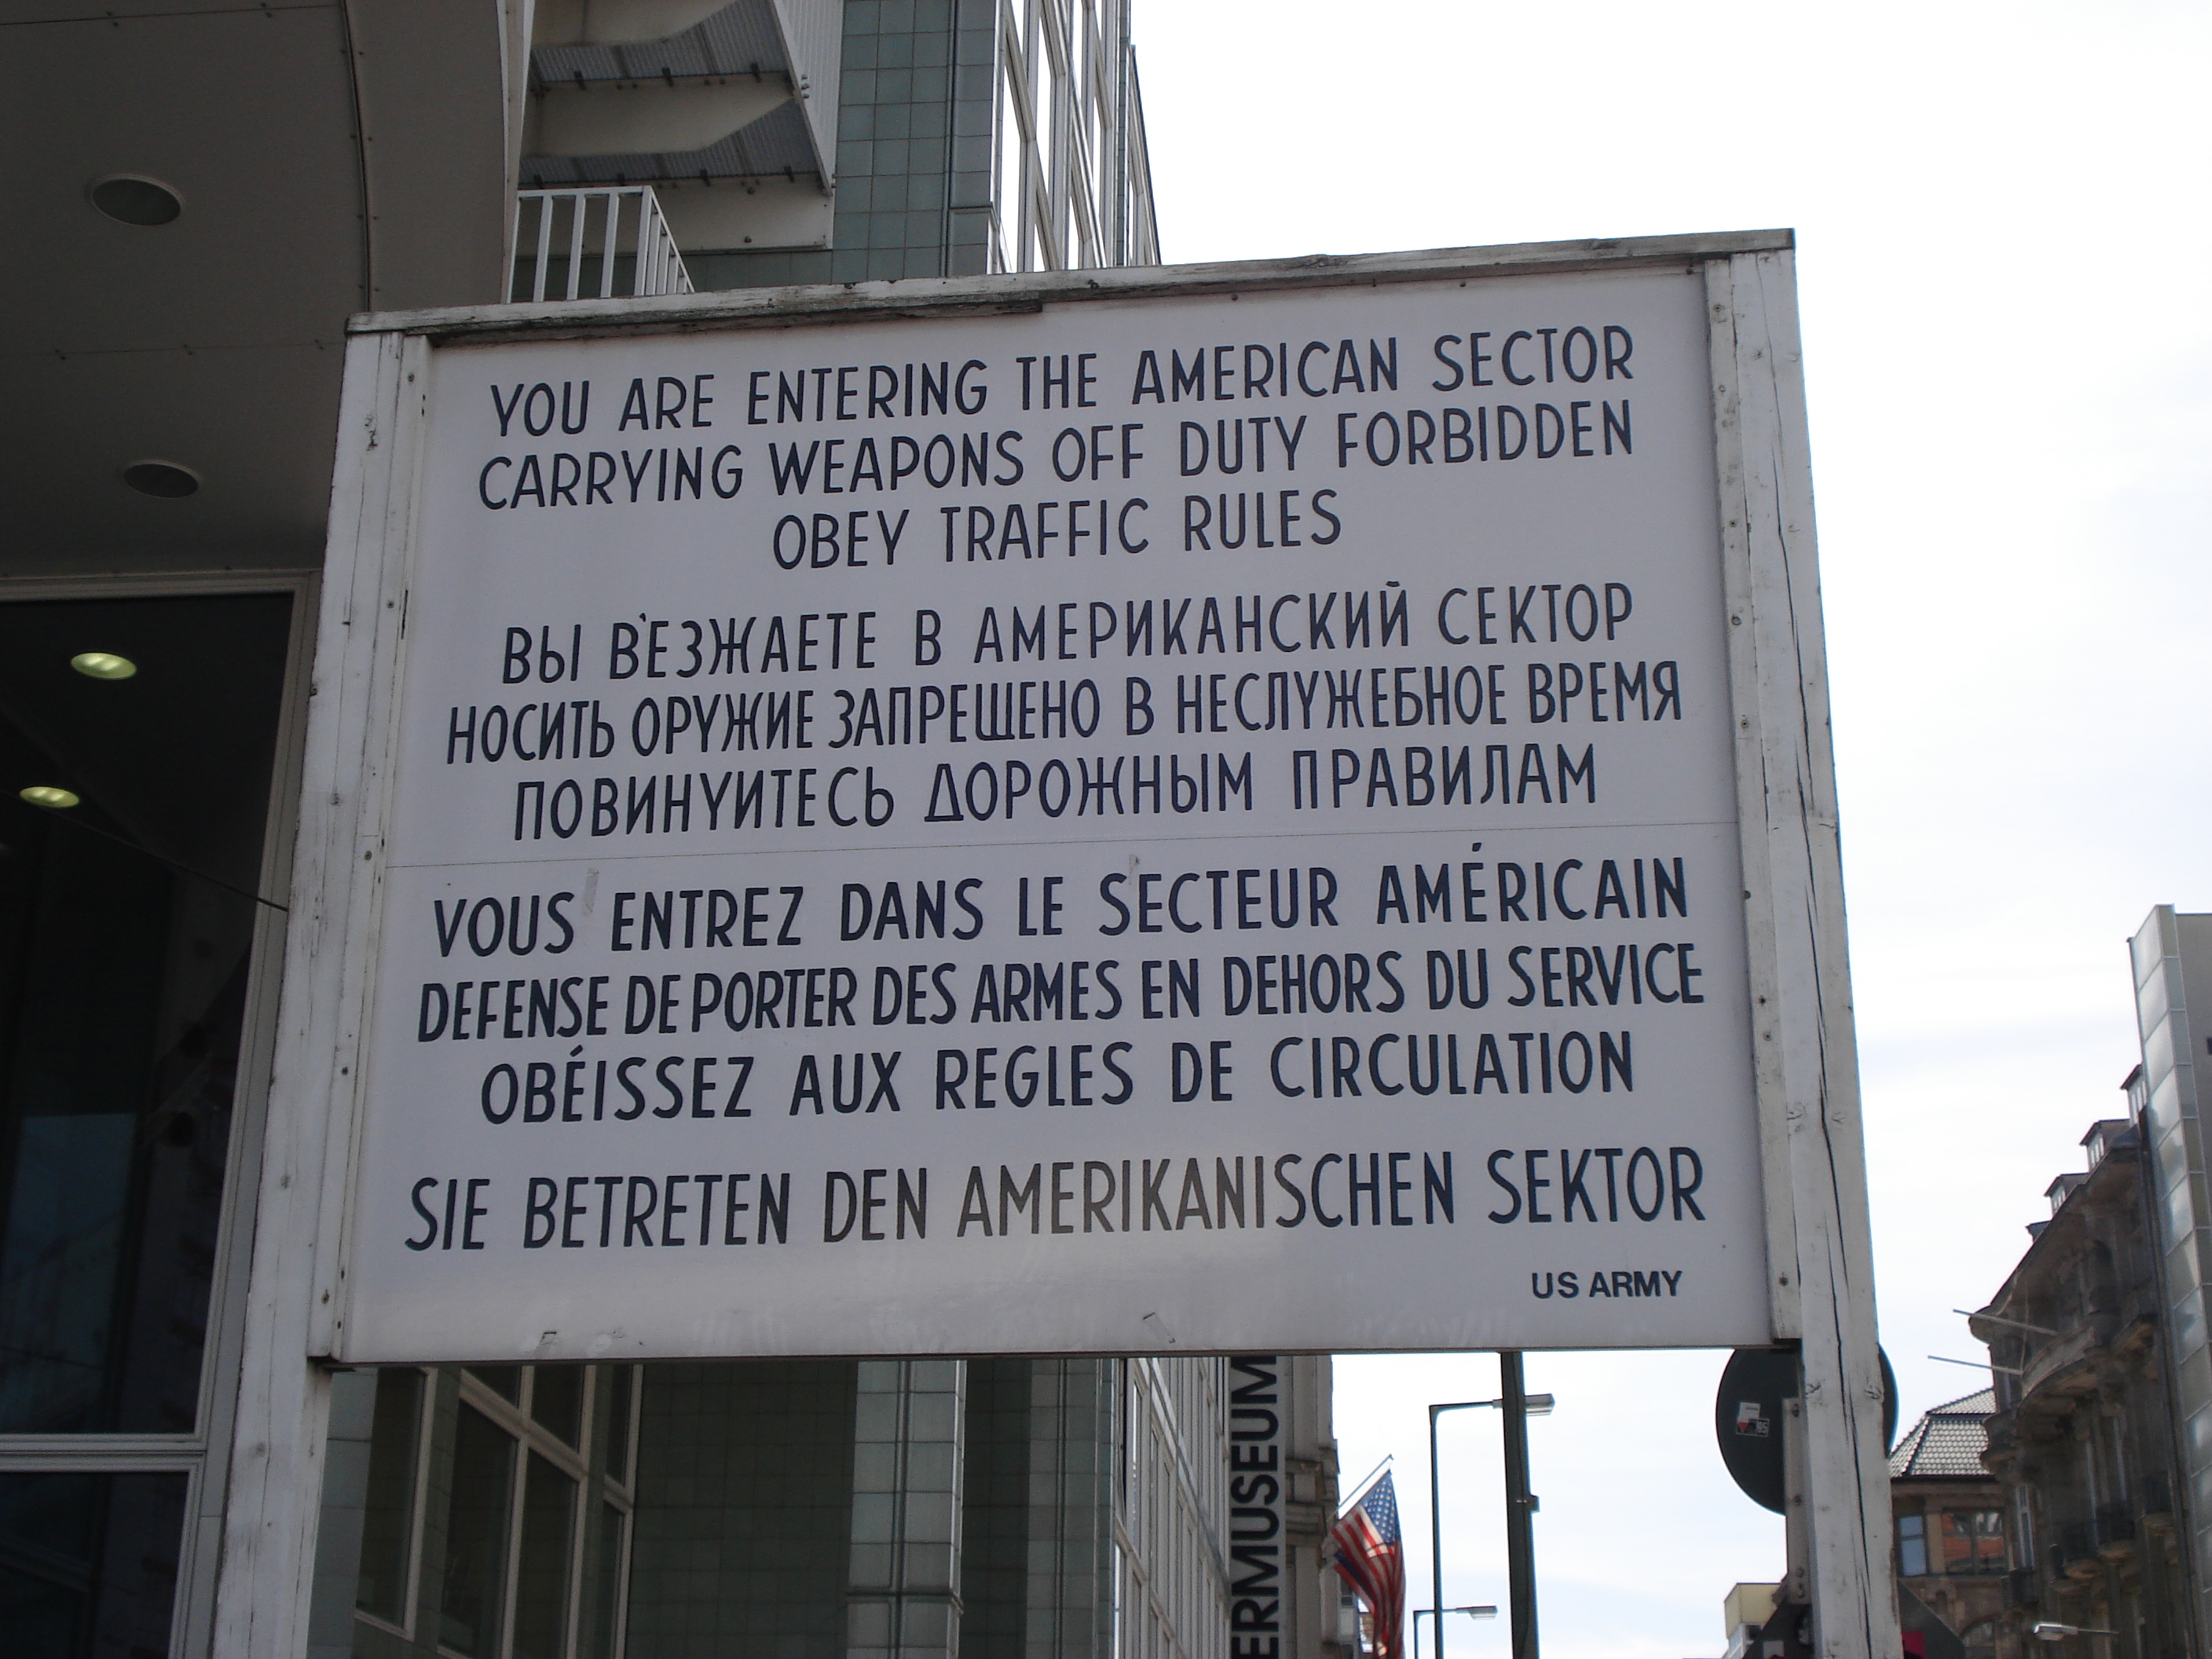 YOU ARE ENTERING THE AMERICAN SECTOR
CARRYING WEAPONS OFF DUTY FORBIDDEN
OBEY TRAFFIC RULES
ВЫ В'ЕЗЖАЕТЕ В АМЕРИКАНСКИЙ СЕКТОР
НОСИТЬ ОРУЖИЕ ЗАПРЕЩЕНО В НЕСЛУЖЕБНОЕ ВРЕМЯ
ПОВИНУИТЕСЬ ДОРОЖНЫМ ПРАВИЛАМ
VOUS ENTREZ DANS LE SECTEUR AMÉRICAIN
DEFENSE DE PORTER DES ARMES EN DEHORS DU SERVICE
OBÉISSEZ AUX REGLES DE CIRCULATION
SIE BETRETEN DEN AMERIKANISCHEN SEKTOR
US ARMY
ERMUSEUM